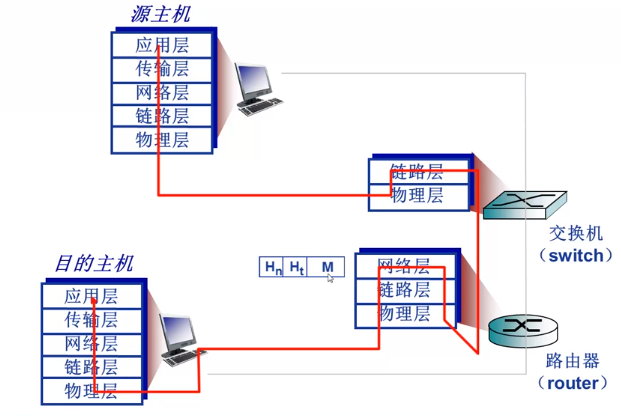 源主机
应用层
传输层
网络层
链路层
物理层
链路层
物理层
交换机
（switch）
目的主机
应用层
传输层
网络层
链路层
物理层
Hn Ht M
网络层
链路层
物理层
路由器
（router）